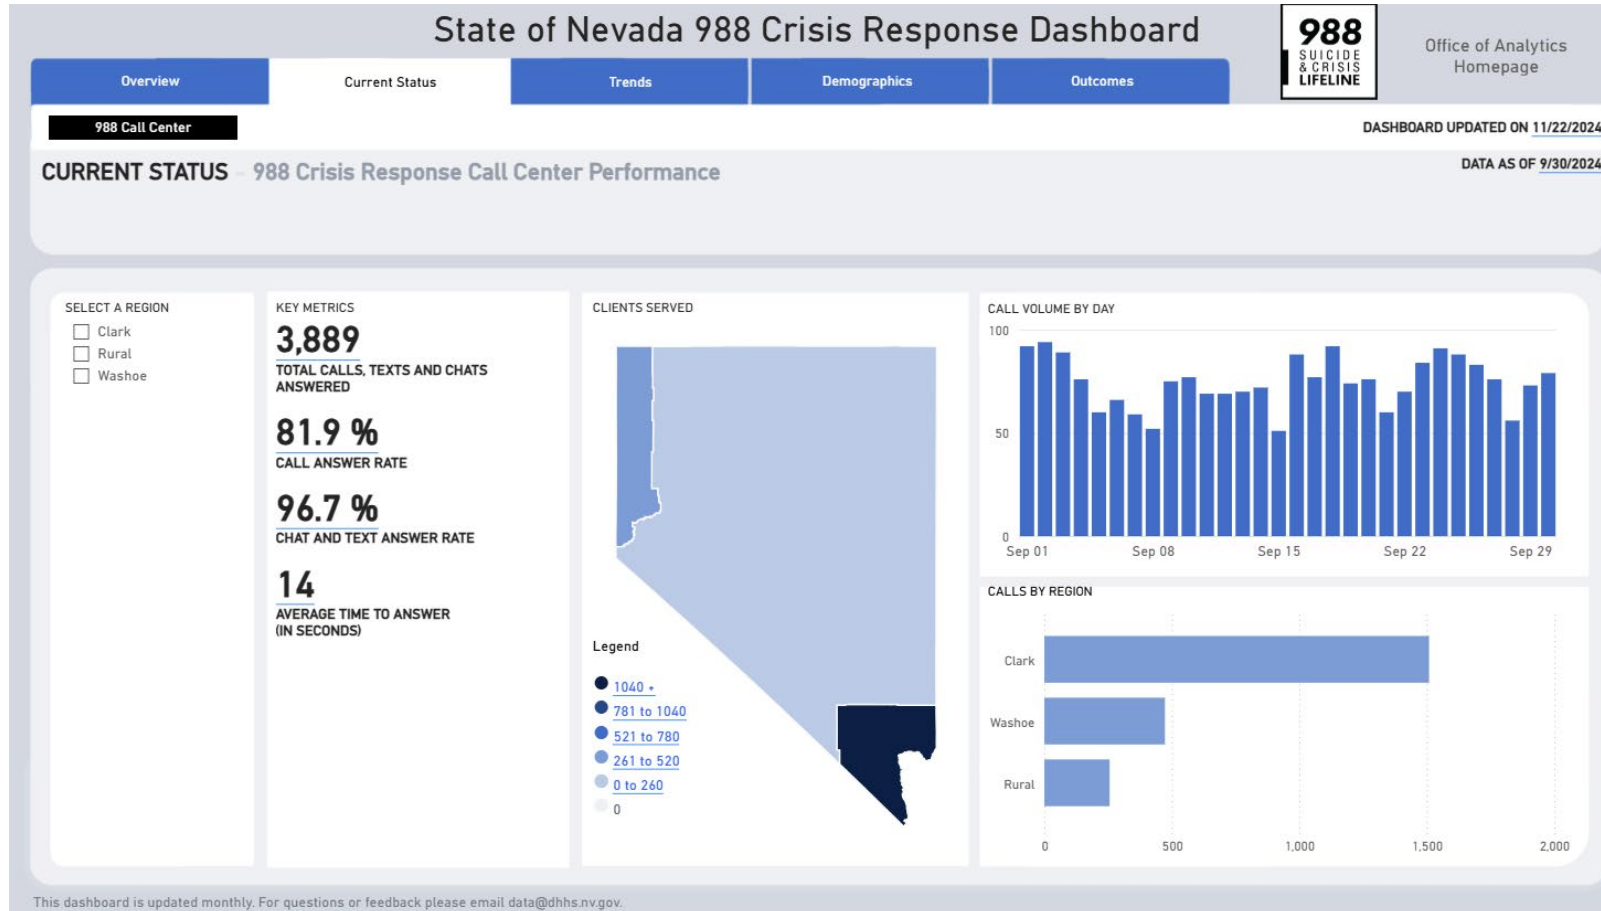 State of Nevada 988 Crisis Response Dashboard
988
SUICIDE
& CRISIS
LIFELINE
Office of Analytics
Homepage
Overview
Current Status
Trends
Demographics
Outcomes
988 Call Center
DASHBOARD UPDATED ON 11/22/2024
CURRENT STATUS - 988 Crisis Response Call Center Performance
DATA AS OF 9/30/2024
SELECT A REGION
Clark
Rural
Washoe
KEY METRICS
3,889
TOTAL CALLS, TEXTS AND CHATS
ANSWERED
81.9 %
CALL ANSWER RATE
96.7 %
CHAT AND TEXT ANSWER RATE
14
AVERAGE TIME TO ANSWER
(IN SECONDS)
CLIENTS SERVED
Legend
1040 +
781 to 1040
521 to 780
261 to 520
0 to 260
0
CALL VOLUME BY DAY
100
50
0
Sep 01
Sep 08
Sep 15
Sep 22
Sep 29
CALLS BY REGION
Clark
Washoe
Rural
0
500
1,000
1,500
2,000
This dashboard is updated monthly. For questions or feedback please email data@dhhs.nv.gov.